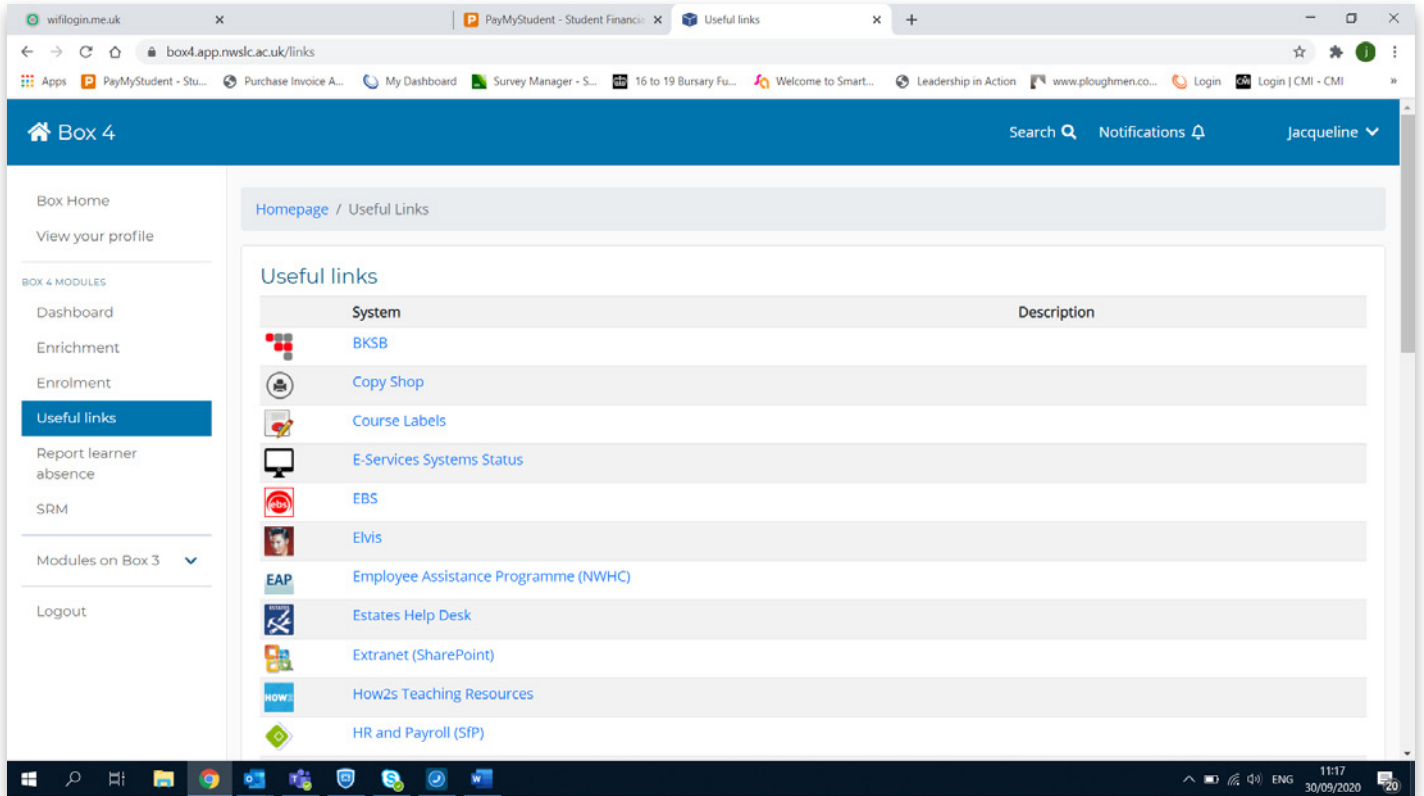 wifilogin.me.uk
PayMyStudent - Student Financia
Useful links
box4.app.nwslc.ac.uk/links
Apps PayMyStudent - Stu... Purchase Invoice A... My Dashboard Survey Manager - S... 16 to 19 Bursary Fu... Welcome to Smart... Leadership in Action www.ploughmen.co... Login Login | CMI - CMI
Box 4
Search Notifications Jacqueline
Box Home
View your profile
BOX 4 MODULES
Dashboard
Enrichment
Enrolment
Useful links
Report learner
absence
SRM
Modules on Box 3
Logout
Homepage / Useful Links
Useful links
System Description
BKSB
Copy Shop
Course Labels
E-Services Systems Status
ebs EBS
Elvis
EAP Employee Assistance Programme (NWHC)
ESTATES Estates Help Desk
Extranet (SharePoint)
HOW2 How2s Teaching Resources
HR and Payroll (SfP)
ENG
11:17
30/09/2020
20